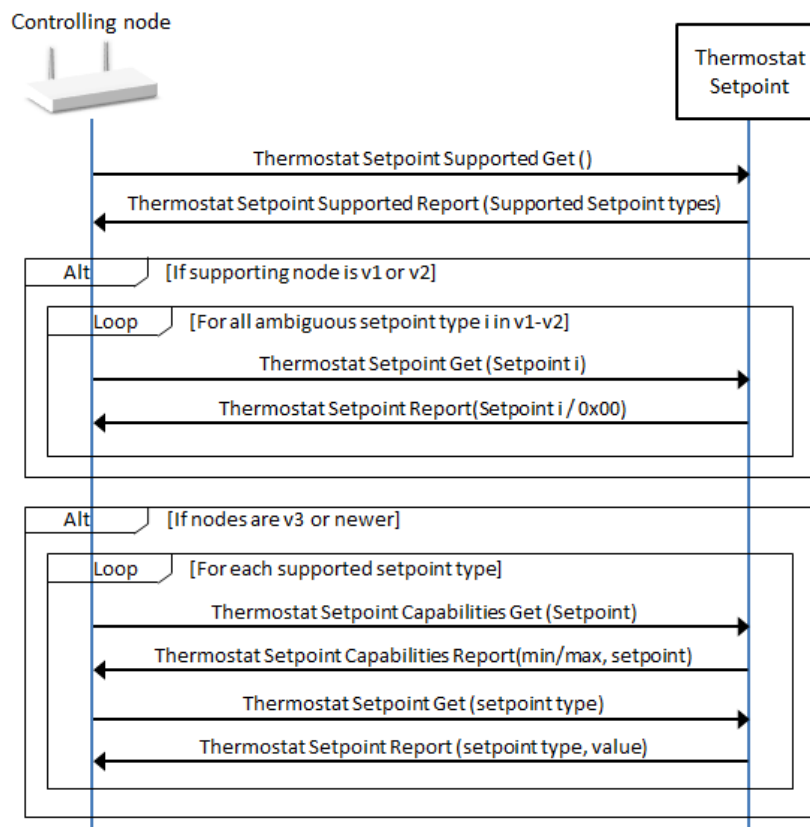 Controlling node
Thermostat
Setpoint
Thermostat Setpoint Supported Get ()
Thermostat Setpoint Supported Report (Supported Setpoint types)
Alt [If supporting node is v1 or v2]
Loop [For all ambiguous setpoint type i in v1-v2]
Thermostat Setpoint Get (Setpoint i)
Thermostat Setpoint Report(Setpoint i / 0x00)
Alt [If nodes are v3 or newer]
Loop [For each supported setpoint type]
Thermostat Setpoint Capabilities Get (Setpoint)
Thermostat Setpoint Capabilities Report(min/max, setpoint)
Thermostat Setpoint Get (setpoint type)
Thermostat Setpoint Report (setpoint type, value)